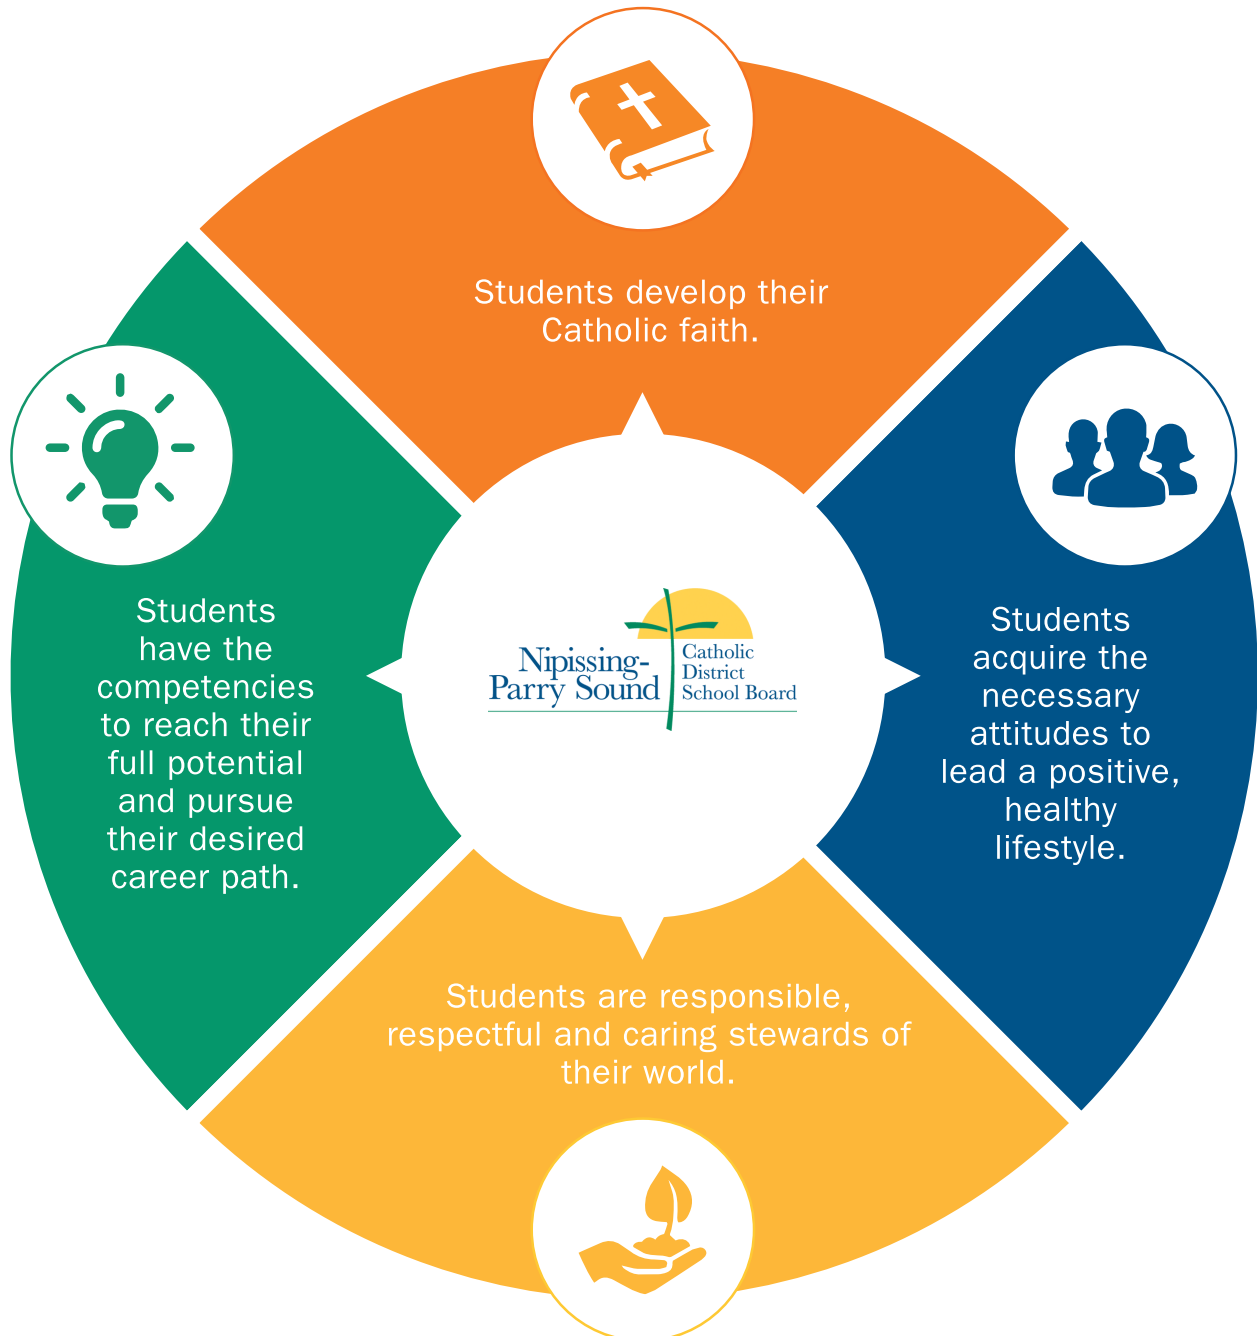 Students develop their
Catholic faith.
Students
have the
competencies
to reach their
full potential
and pursue
their desired
career path.
Nipissing-
Parry Sound
Catholic
District
School Board
Students
acquire the
necessary
attitudes to
lead a positive,
healthy
lifestyle.
Students are responsible,
respectful and caring stewards of
their world.